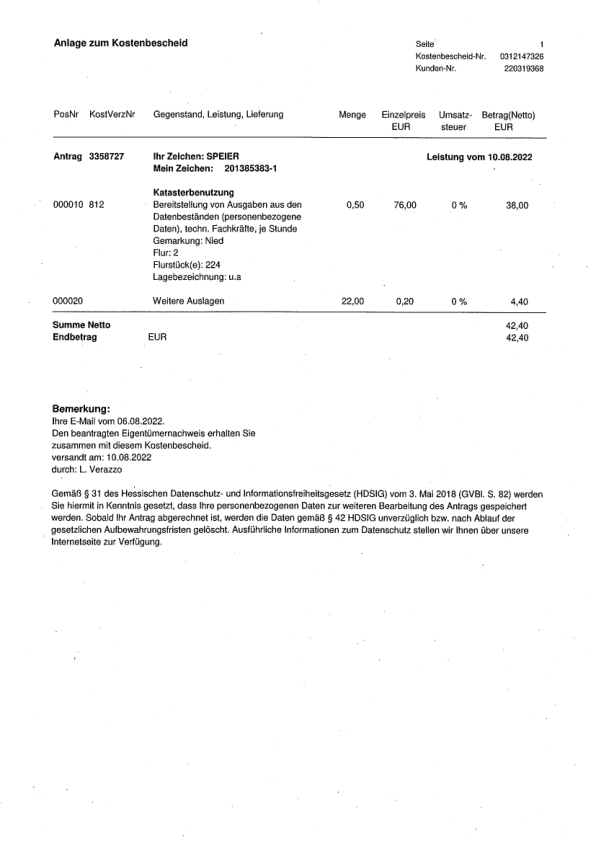 Anlage zum Kostenbescheid
Seite 1
Kostenbescheid-Nr. 0312147326
Kunden-Nr. 220319368
PosNr KostVerzNr Gegenstand, Leistung, Lieferung Menge Einzelpreis Umsatz- Betrag(Netto)
EUR steuer EUR
Antrag 3358727 Ihr Zeichen: SPEIER Leistung vom 10.08.2022
Mein Zeichen: 201385383-1
Katasterbenutzung
000010 812 Bereitstellung von Ausgaben aus den 0,50 76,00 0 % 38,00
Datenbeständen (personenbezogene
Daten), techn. Fachkräfte, je Stunde
Gemarkung: Nied
Flur: 2
Flurstück(e): 224
Lagebezeichnung: u.a
000020 Weitere Auslagen 22,00 0,20 0 % 4,40
Summe Netto 42,40
Endbetrag EUR 42,40
Bemerkung:
Ihre E-Mail vom 06.08.2022.
Den beantragten Eigentümernachweis erhalten Sie
zusammen mit diesem Kostenbescheid.
versandt am: 10.08.2022
durch: L. Verazzo
Gemäß § 31 des Hessischen Datenschutz- und Informationsfreiheitsgesetz (HDSIG) vom 3. Mai 2018 (GVBl. S. 82) werden
Sie hiermit in Kenntnis gesetzt, dass Ihre personenbezogenen Daten zur weiteren Bearbeitung des Antrags gespeichert
werden. Sobald Ihr Antrag abgerechnet ist, werden die Daten gemäß § 42 HDSIG unverzüglich bzw. nach Ablauf der
gesetzlichen Aufbewahrungsfristen gelöscht. Ausführliche Informationen zum Datenschutz stellen wir Ihnen über unsere
Internetseite zur Verfügung.